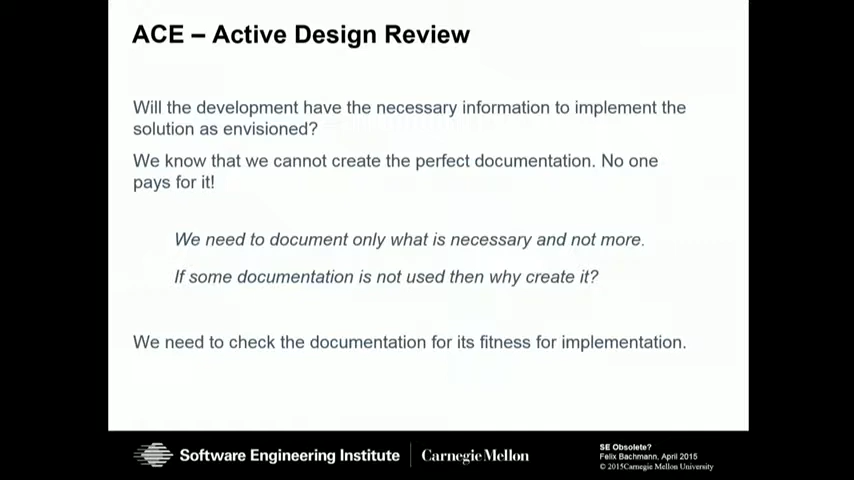 ACE – Active Design Review
Will the development have the necessary information to implement the
solution as envisioned?
We know that we cannot create the perfect documentation. No one
pays for it!
We need to document only what is necessary and not more.
If some documentation is not used then why create it?
We need to check the documentation for its fitness for implementation.
Software Engineering Institute
Carnegie Mellon
SE Obsolete?
Felix Bachmann, April 2015
© 2015Carnegie Mellon University